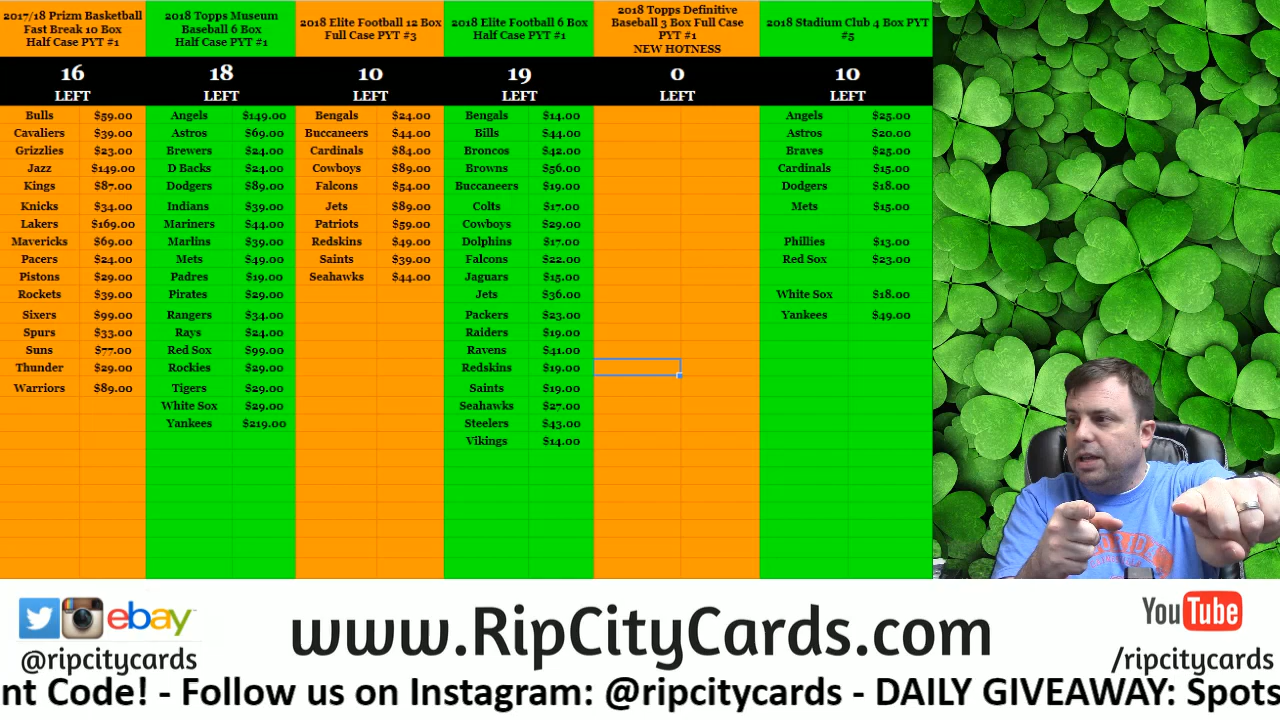 2017/18 Prizm Basketball
Fast Break 10 Box
Half Case PYT #1
16
LEFT
Bulls $59.00
Cavaliers $39.00
Grizzlies $23.00
Jazz $149.00
Kings $87.00
Knicks $34.00
Lakers $169.00
Mavericks $69.00
Pacers $24.00
Pistons $29.00
Rockets $39.00
Sixers $99.00
Spurs $33.00
Suns $77.00
Thunder $29.00
Warriors $89.00
2018 Topps Museum
Baseball 6 Box
Half Case PYT #1
18
LEFT
Angels $149.00
Astros $69.00
Brewers $24.00
D Backs $24.00
Dodgers $89.00
Indians $39.00
Mariners $44.00
Marlins $39.00
Mets $49.00
Padres $19.00
Pirates $29.00
Rangers $34.00
Rays $24.00
Red Sox $99.00
Rockies $29.00
Tigers $29.00
White Sox $29.00
Yankees $219.00
2018 Elite Football 12 Box
Full Case PYT #3
10
LEFT
Bengals $24.00
Buccaneers $44.00
Cardinals $84.00
Cowboys $89.00
Falcons $54.00
Jets $89.00
Patriots $59.00
Redskins $49.00
Saints $39.00
Seahawks $44.00
2018 Elite Football 6 Box
Half Case PYT #1
19
LEFT
Bengals $14.00
Bills $44.00
Broncos $42.00
Browns $56.00
Buccaneers $19.00
Colts $17.00
Cowboys $29.00
Dolphins $17.00
Falcons $22.00
Jaguars $15.00
Jets $36.00
Packers $23.00
Raiders $19.00
Ravens $41.00
Redskins $19.00
Saints $19.00
Seahawks $27.00
Steelers $43.00
Vikings $14.00
2018 Topps Definitive
Baseball 3 Box Full Case
PYT #1
NEW HOTNESS
0
LEFT
2018 Stadium Club 4 Box PYT
#5
10
LEFT
Angels $25.00
Astros $20.00
Braves $25.00
Cardinals $15.00
Dodgers $18.00
Mets $15.00
Phillies $13.00
Red Sox $23.00
White Sox $18.00
Yankees $49.00
ebay
@ripcitycards
www.RipCityCards.com
YouTube
/ripcitycards
nt Code! - Follow us on Instagram: @ripcitycards - DAILY GIVEAWAY: Spots